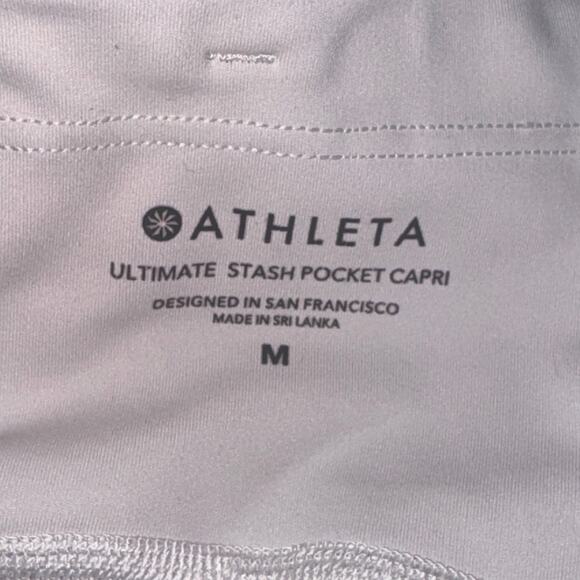 ATHLETA
ULTIMATE STASH POCKET CAPRI
DESIGNED IN SAN FRANCISCO
MADE IN SRI LANKA
M